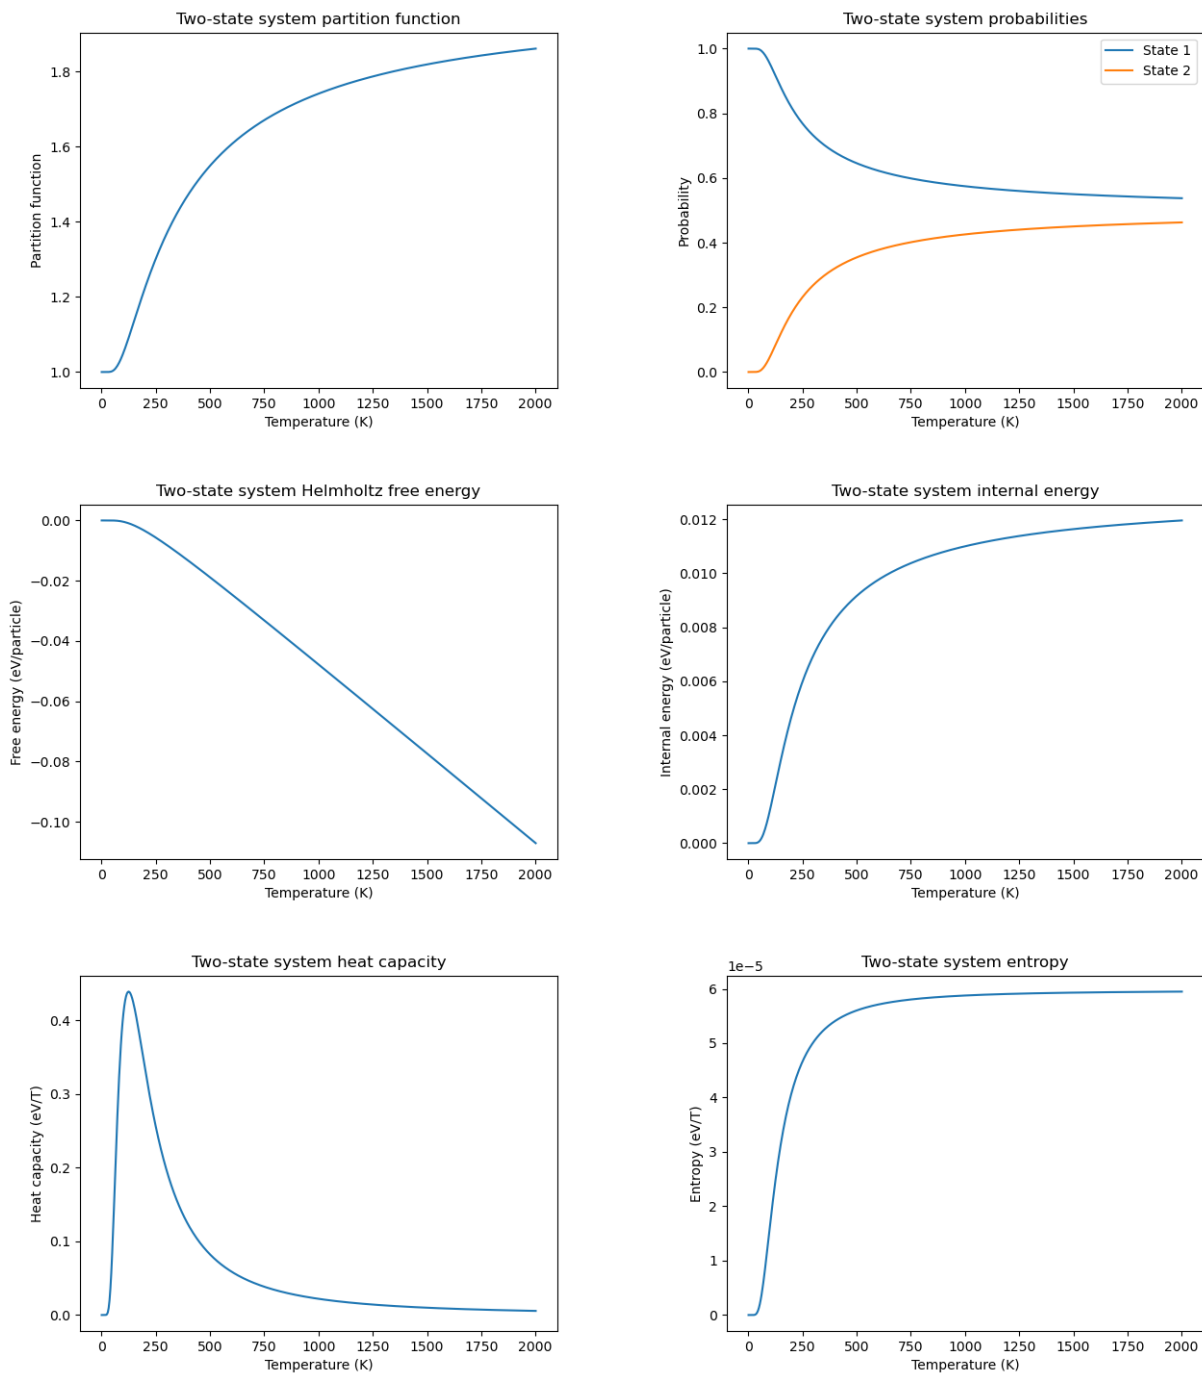 Two-state system partition function
Partition function
1.8
1.6
1.4
1.2
1.0
0 250 500 750 1000 1250 1500 1750 2000
Temperature (K)
Two-state system probabilities
State 1
State 2
Probability
1.0
0.8
0.6
0.4
0.2
0.0
0 250 500 750 1000 1250 1500 1750 2000
Temperature (K)
Two-state system Helmholtz free energy
Free energy (eV/particle)
0.00
−0.02
−0.04
−0.06
−0.08
−0.10
0 250 500 750 1000 1250 1500 1750 2000
Temperature (K)
Two-state system internal energy
Internal energy (eV/particle)
0.012
0.010
0.008
0.006
0.004
0.002
0.000
0 250 500 750 1000 1250 1500 1750 2000
Temperature (K)
Two-state system heat capacity
Heat capacity (eV/T)
0.4
0.3
0.2
0.1
0.0
0 250 500 750 1000 1250 1500 1750 2000
Temperature (K)
Two-state system entropy
1e−5
Entropy (eV/T)
6
5
4
3
2
1
0
0 250 500 750 1000 1250 1500 1750 2000
Temperature (K)